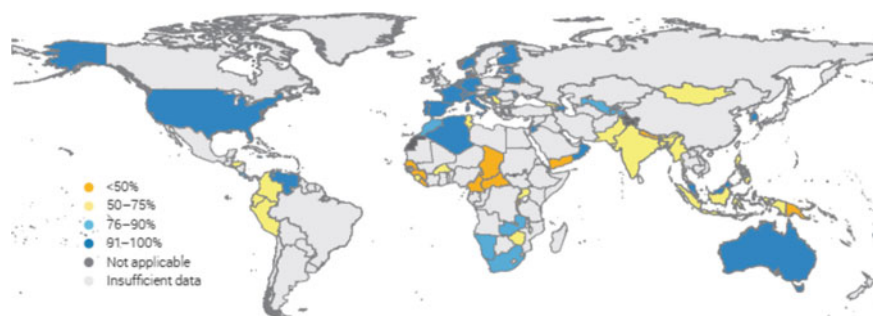 <50%
50–75%
76–90%
91–100%
Not applicable
Insufficient data